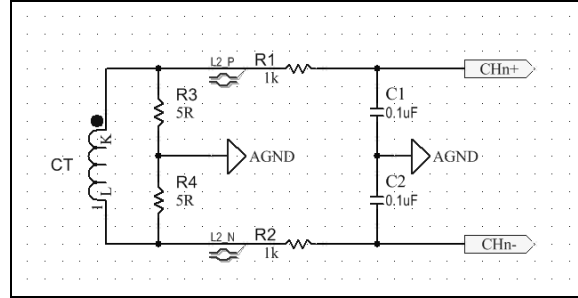 L2_P R1
1k
CHn+
R3
5R
C1
0.1uF
K
CT
AGND
AGND
R4
5R
C2
0.1uF
L
1
L2_N R2
1k
CHn-